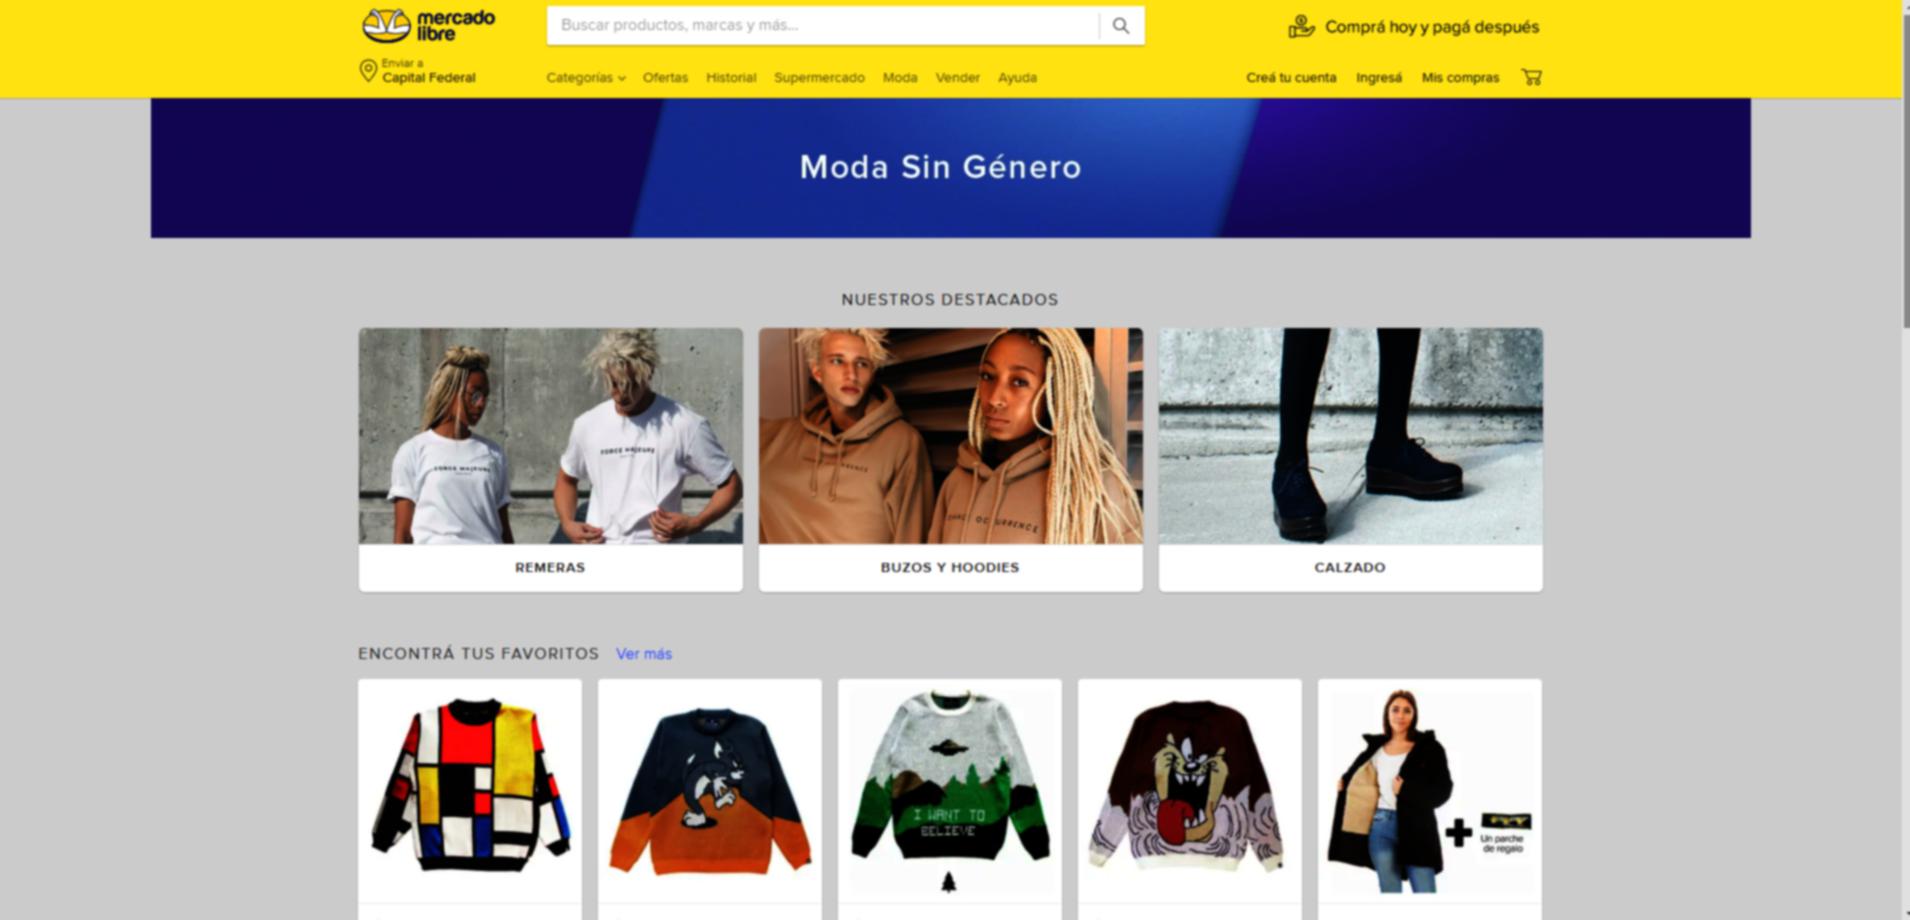 mercado
libre
Buscar productos, marcas y más...
Comprá hoy y pagá después
Enviar a
Capital Federal
Categorías
Ofertas
Historial
Supermercado
Moda
Vender
Ayuda
Creá tu cuenta
Ingresá
Mis compras
Moda Sin Género
NUESTROS DESTACADOS
FORCE MAJEURE
FORCE MAJEURE
CHANCE OCCURRENCE
REMERAS
BUZOS Y HOODIES
CALZADO
ENCONTRÁ TUS FAVORITOS Ver más
I WANT TO
BELIEVE
Un parche
de regalo